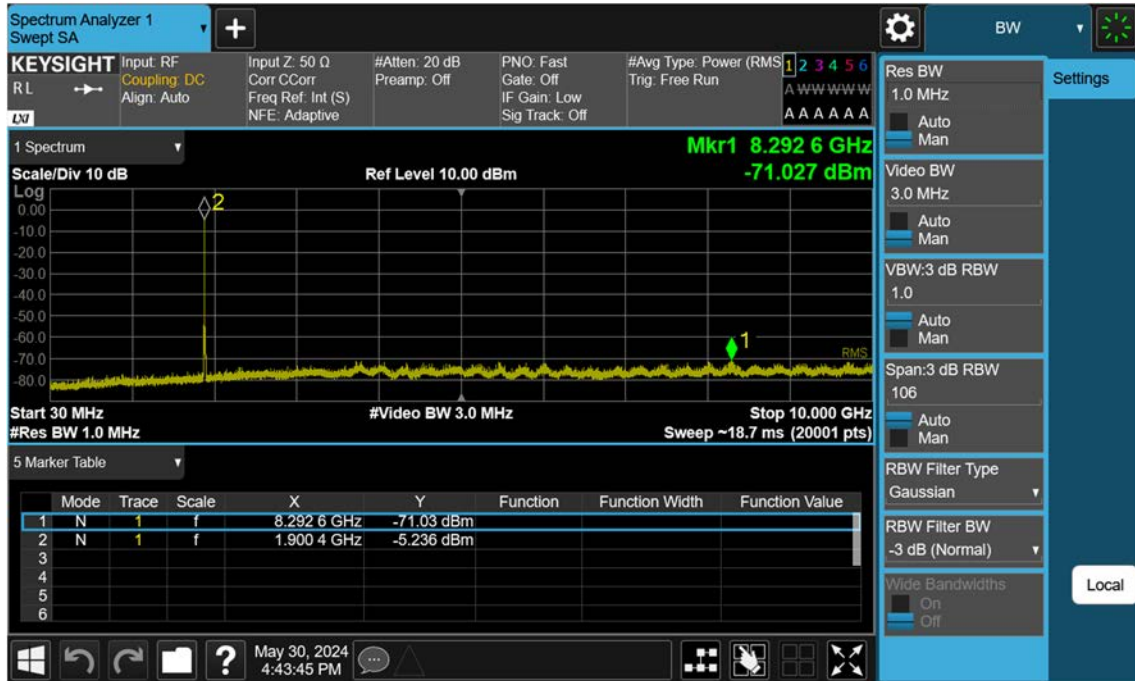 Spectrum Analyzer 1
Swept SA
+
BW
KEYSIGHT
R L
LXI
Input: RF
Coupling: DC
Align: Auto
Input Z: 50 Ω
Corr CCorr
Freq Ref: Int (S)
NFE: Adaptive
#Atten: 20 dB
Preamp: Off
PNO: Fast
Gate: Off
IF Gain: Low
Sig Track: Off
#Avg Type: Power (RMS
Trig: Free Run
1 2 3 4 5 6
A W W W W W
A A A A A A
1 Spectrum
Scale/Div 10 dB
Ref Level 10.00 dBm
Mkr1 8.292 6 GHz
-71.027 dBm
Log
0.00
-10.0
-20.0
-30.0
-40.0
-50.0
-60.0
-70.0
-80.0
2
1
RMS
Start 30 MHz
#Video BW 3.0 MHz
Stop 10.000 GHz
#Res BW 1.0 MHz
Sweep ~18.7 ms (20001 pts)
5 Marker Table
Mode Trace Scale X Y Function Function Width Function Value
1 N 1 f 8.292 6 GHz -71.03 dBm
2 N 1 f 1.900 4 GHz -5.236 dBm
3
4
5
6
?
May 30, 2024
4:43:45 PM
Res BW
1.0 MHz
Auto
Man
Video BW
3.0 MHz
Auto
Man
VBW:3 dB RBW
1.0
Auto
Man
Span:3 dB RBW
106
Auto
Man
RBW Filter Type
Gaussian
RBW Filter BW
-3 dB (Normal)
Wide Bandwidths
On
Off
Settings
Local